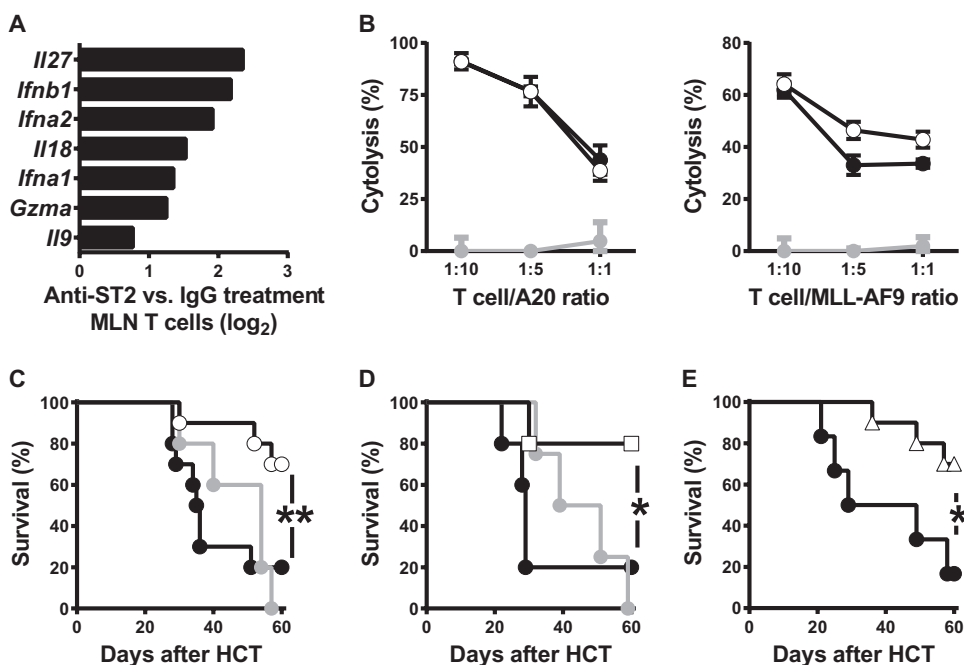 A
Il27
Ifnb1
Ifna2
Il18
Ifna1
Gzma
Il9
0 1 2 3
Anti-ST2 vs. IgG treatment
MLN T cells (log2)
B
Cytolysis (%)
100
75
50
25
0
1:10 1:5 1:1
T cell/A20 ratio
Cytolysis (%)
80
60
40
20
0
1:10 1:5 1:1
T cell/MLL-AF9 ratio
C
Survival (%)
100
80
60
40
20
0
0 20 40 60
Days after HCT
**
D
Survival (%)
100
80
60
40
20
0
0 20 40 60
Days after HCT
*
E
Survival (%)
100
80
60
40
20
0
0 20 40 60
Days after HCT
*